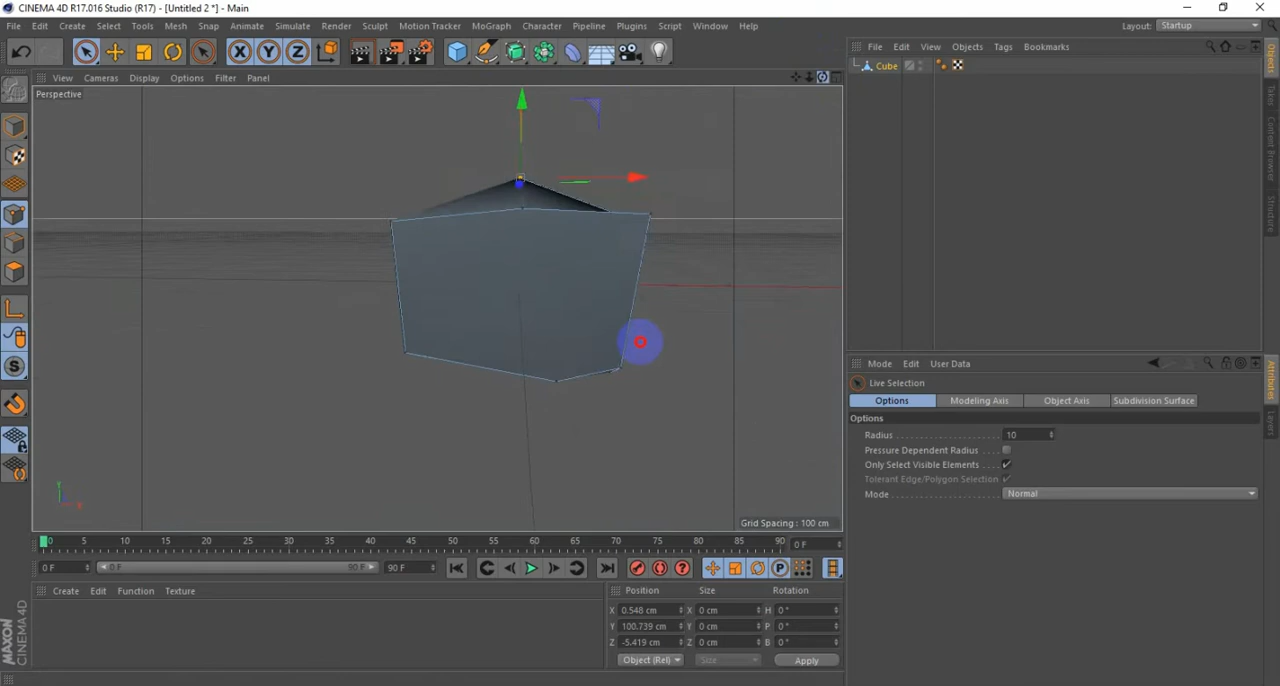 CINEMA 4D R17.016 Studio (R17) - [Untitled 2 *] - Main
File Edit Create Select Tools Mesh Snap Animate Simulate Render Sculpt Motion Tracker MoGraph Character Pipeline Plugins Script Window Help Layout: Startup
X Y Z
File Edit View Objects Tags Bookmarks
View Cameras Display Options Filter Panel
Cube
Perspective
Objects
Takes
Content Browser
Structure
Mode Edit User Data
Live Selection
Options Modeling Axis Object Axis Subdivision Surface
Options
Radius 10
Pressure Dependent Radius
Only Select Visible Elements
Tolerant Edge/Polygon Selection
Mode Normal
Attributes
Layers
S
Y
X
Grid Spacing : 100 cm
0 5 10 15 20 25 30 35 40 45 50 55 60 65 70 75 80 85 90 0 F
0 F 0 F 90 F 90 F
P
Create Edit Function Texture
Position Size Rotation
X 0.548 cm X 0 cm H 0 °
Y 100.739 cm Y 0 cm P 0 °
Z -5.419 cm Z 0 cm B 0 °
Object (Rel) Size Apply
MAXON
CINEMA 4D